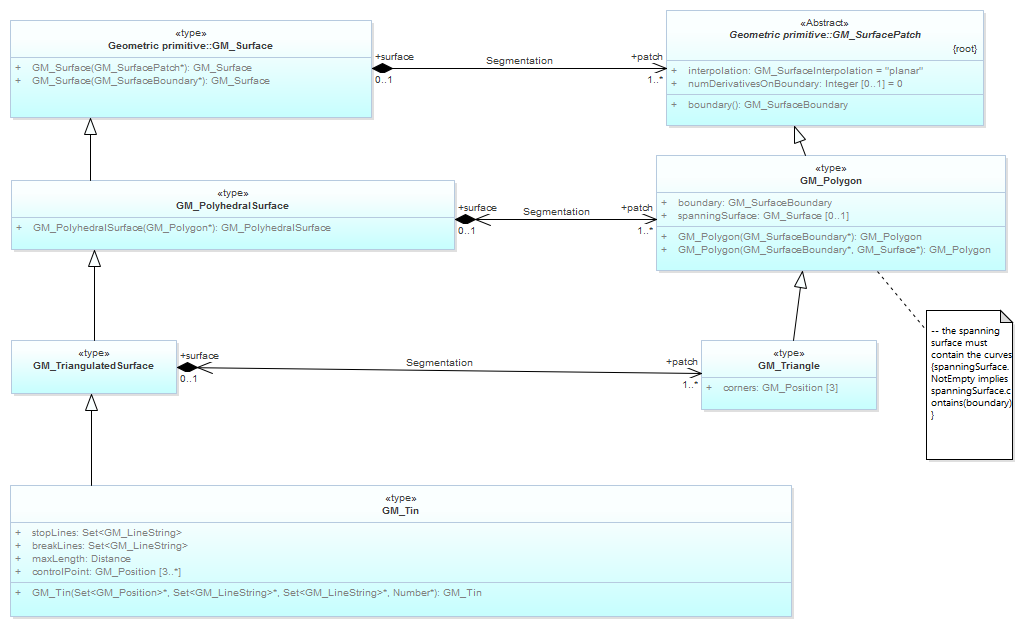 «type»
Geometric primitive::GM_Surface
+ GM_Surface(GM_SurfacePatch*): GM_Surface
+ GM_Surface(GM_SurfaceBoundary*): GM_Surface
+surface
0..1
Segmentation
+patch
1..*
«Abstract»
Geometric primitive::GM_SurfacePatch
{root}
+ interpolation: GM_SurfaceInterpolation = "planar"
+ numDerivativesOnBoundary: Integer [0..1] = 0
+ boundary(): GM_SurfaceBoundary
«type»
GM_PolyhedralSurface
+ GM_PolyhedralSurface(GM_Polygon*): GM_PolyhedralSurface
+surface
0..1
Segmentation
+patch
1..*
«type»
GM_Polygon
+ boundary: GM_SurfaceBoundary
+ spanningSurface: GM_Surface [0..1]
+ GM_Polygon(GM_SurfaceBoundary*): GM_Polygon
+ GM_Polygon(GM_SurfaceBoundary*, GM_Surface*): GM_Polygon
«type»
GM_TriangulatedSurface
+surface
0..1
Segmentation
+patch
1..*
«type»
GM_Triangle
+ corners: GM_Position [3]
-- the spanning
surface must
contain the curves
{spanningSurface.
NotEmpty implies
spanningSurface.c
ontains(boundary)
}
«type»
GM_Tin
+ stopLines: Set<GM_LineString>
+ breakLines: Set<GM_LineString>
+ maxLength: Distance
+ controlPoint: GM_Position [3..*]
+ GM_Tin(Set<GM_Position>*, Set<GM_LineString>*, Set<GM_LineString>*, Number*): GM_Tin